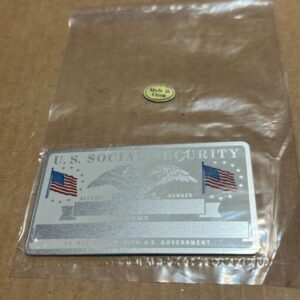 Made in
China
U.S. SOCIAL SECURITY
ACCOUNT NUMBER
NAME
AS REGISTERED WITH U.S. GOVERNMENT